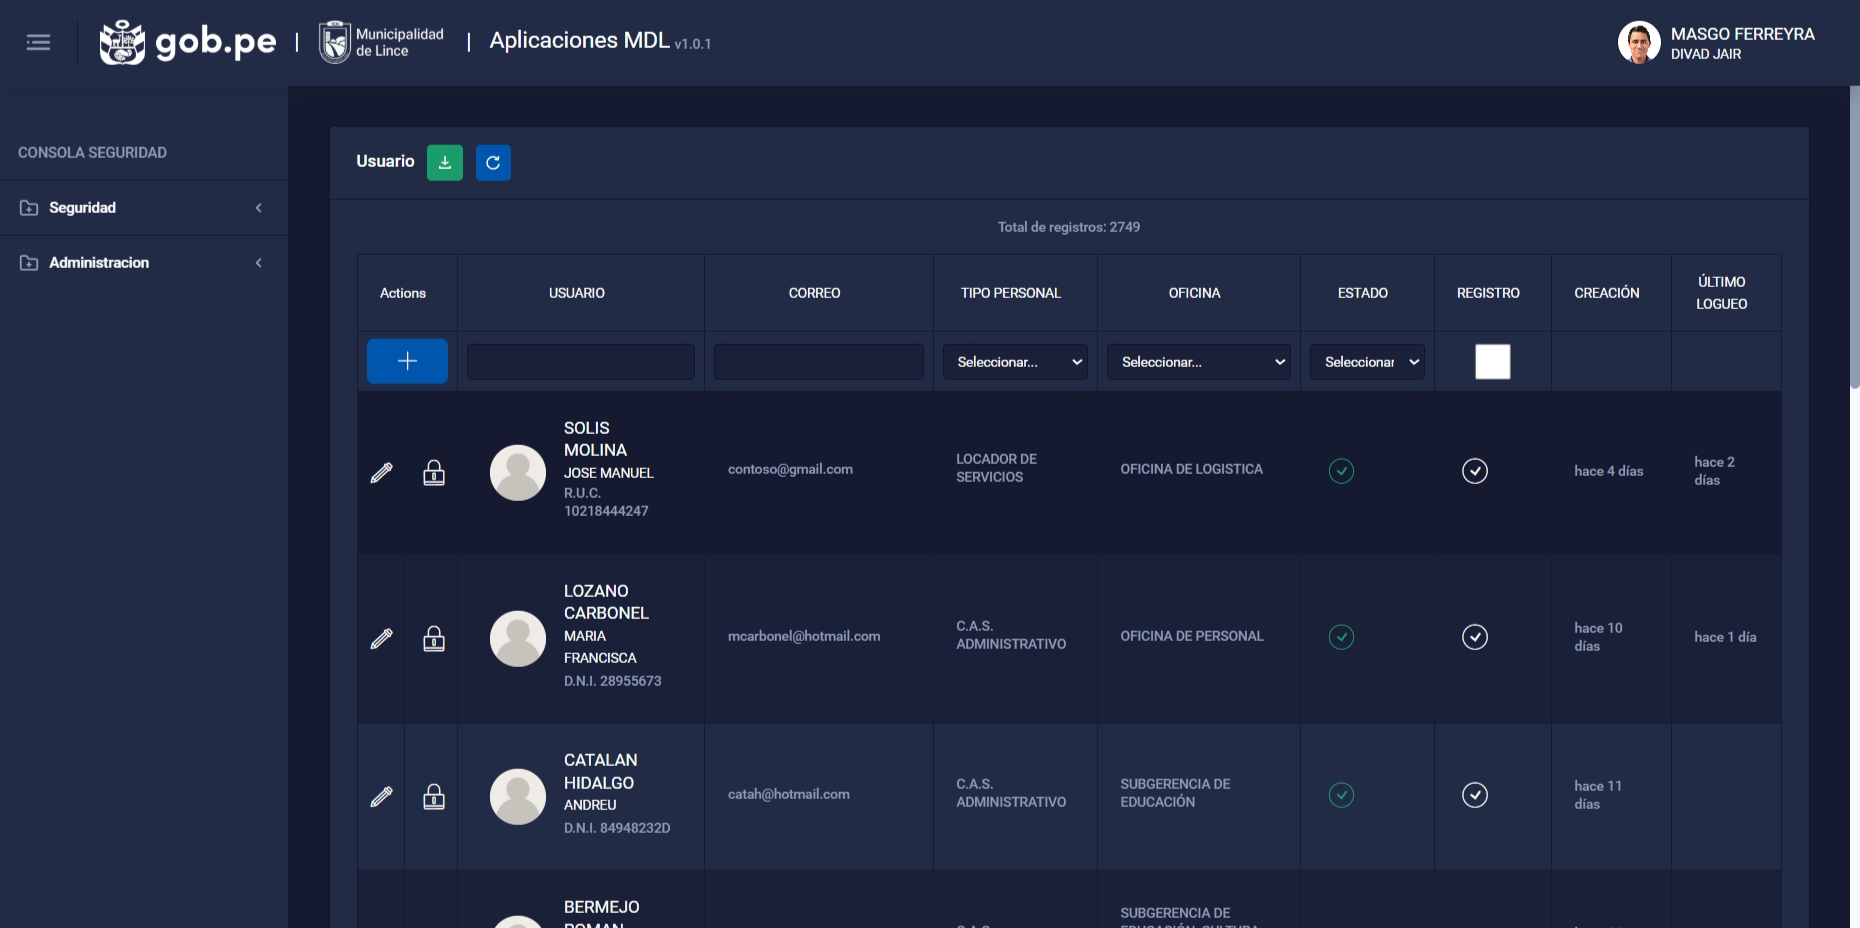 gob.pe
Municipalidad
de Lince
Aplicaciones MDL v1.0.1
MASGO FERREYRA
DIVAD JAIR
CONSOLA SEGURIDAD
Seguridad
Administracion
Usuario
Total de registros: 2749
Actions
USUARIO
CORREO
TIPO PERSONAL
OFICINA
ESTADO
REGISTRO
CREACIÓN
ÚLTIMO
LOGUEO
Seleccionar...
Seleccionar...
Seleccionar
SOLIS
MOLINA
JOSE MANUEL
R.U.C.
10218444247
contoso@gmail.com
LOCADOR DE
SERVICIOS
OFICINA DE LOGISTICA
hace 4 días
hace 2
días
LOZANO
CARBONEL
MARIA
FRANCISCA
D.N.I. 28955673
mcarbonel@hotmail.com
C.A.S.
ADMINISTRATIVO
OFICINA DE PERSONAL
hace 10
días
hace 1 día
CATALAN
HIDALGO
ANDREU
D.N.I. 84948232D
catah@hotmail.com
C.A.S.
ADMINISTRATIVO
SUBGERENCIA DE
EDUCACIÓN
hace 11
días
BERMEJO
ROMAN
SUBGERENCIA DE
EDUCACIÓN, CULTURA